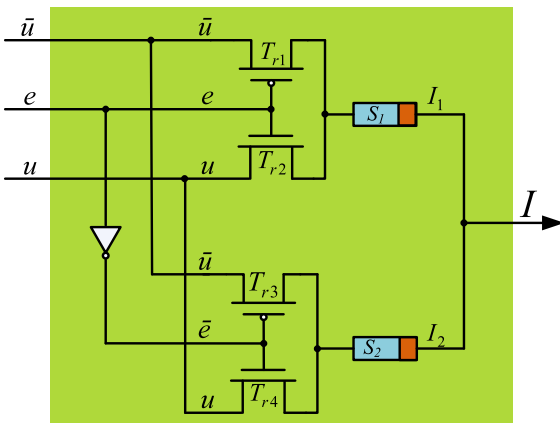 ū ū
T_r1
e e
S_1 I_1
T_r2
u u
I
ū
T_r3
ē
S_2 I_2
u T_r4